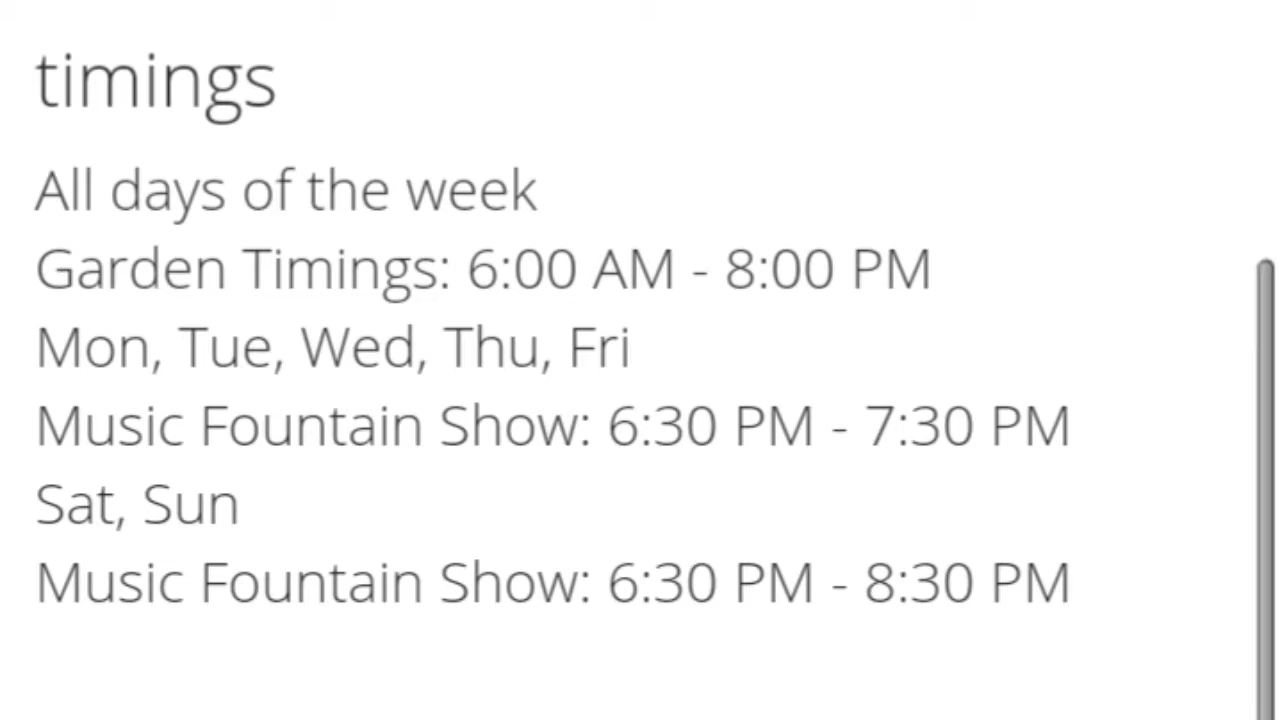 timings
All days of the week
Garden Timings: 6:00 AM - 8:00 PM
Mon, Tue, Wed, Thu, Fri
Music Fountain Show: 6:30 PM - 7:30 PM
Sat, Sun
Music Fountain Show: 6:30 PM - 8:30 PM